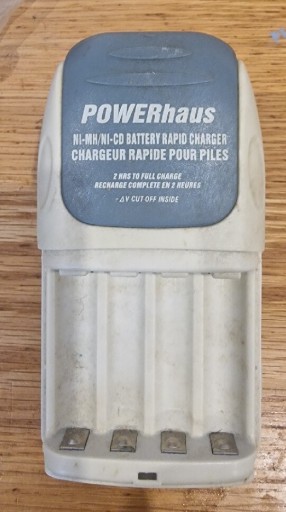 POWERhaus
NI-MH/NI-CD BATTERY RAPID CHARGER
CHARGEUR RAPIDE POUR PILES
2 HRS TO FULL CHARGE
RECHARGE COMPLETE EN 2 HEURES
- ΔV CUT OFF INSIDE